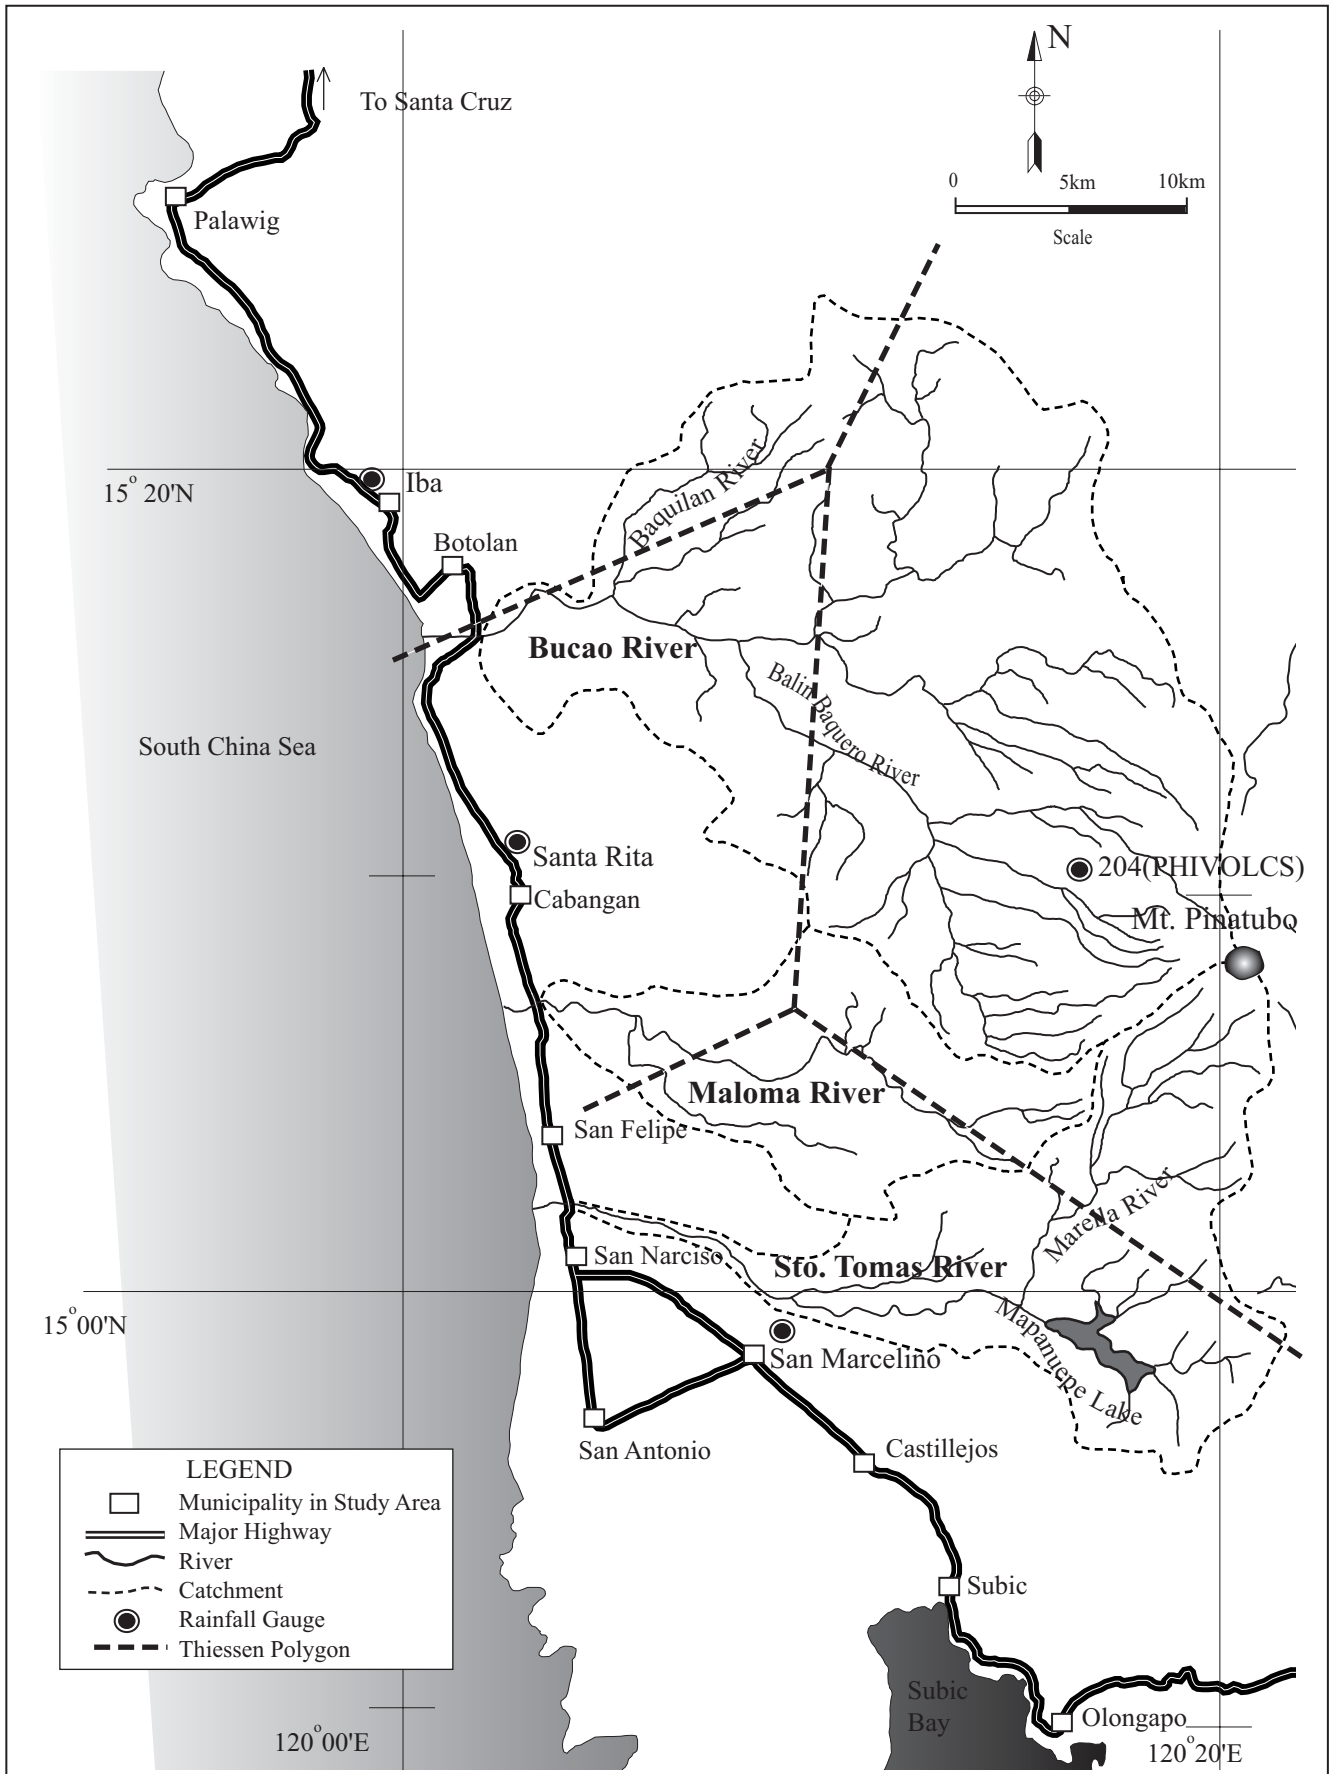 N
To Santa Cruz
0 5km 10km
Scale
Palawig
15° 20'N
Iba
Baquilan River
Botolan
Bucao River
Balin Baquero River
South China Sea
Santa Rita
204(PHIVOLCS)
Cabangan
Mt. Pinatubo
Maloma River
San Felipe
Marella River
San Narciso
Sto. Tomas River
15°00'N
Mapanuepe Lake
San Marcelino
San Antonio
Castillejos
LEGEND
Municipality in Study Area
Major Highway
River
Catchment
Rainfall Gauge
Thiessen Polygon
Subic
Subic
Bay
Olongapo
120°00'E
120°20'E